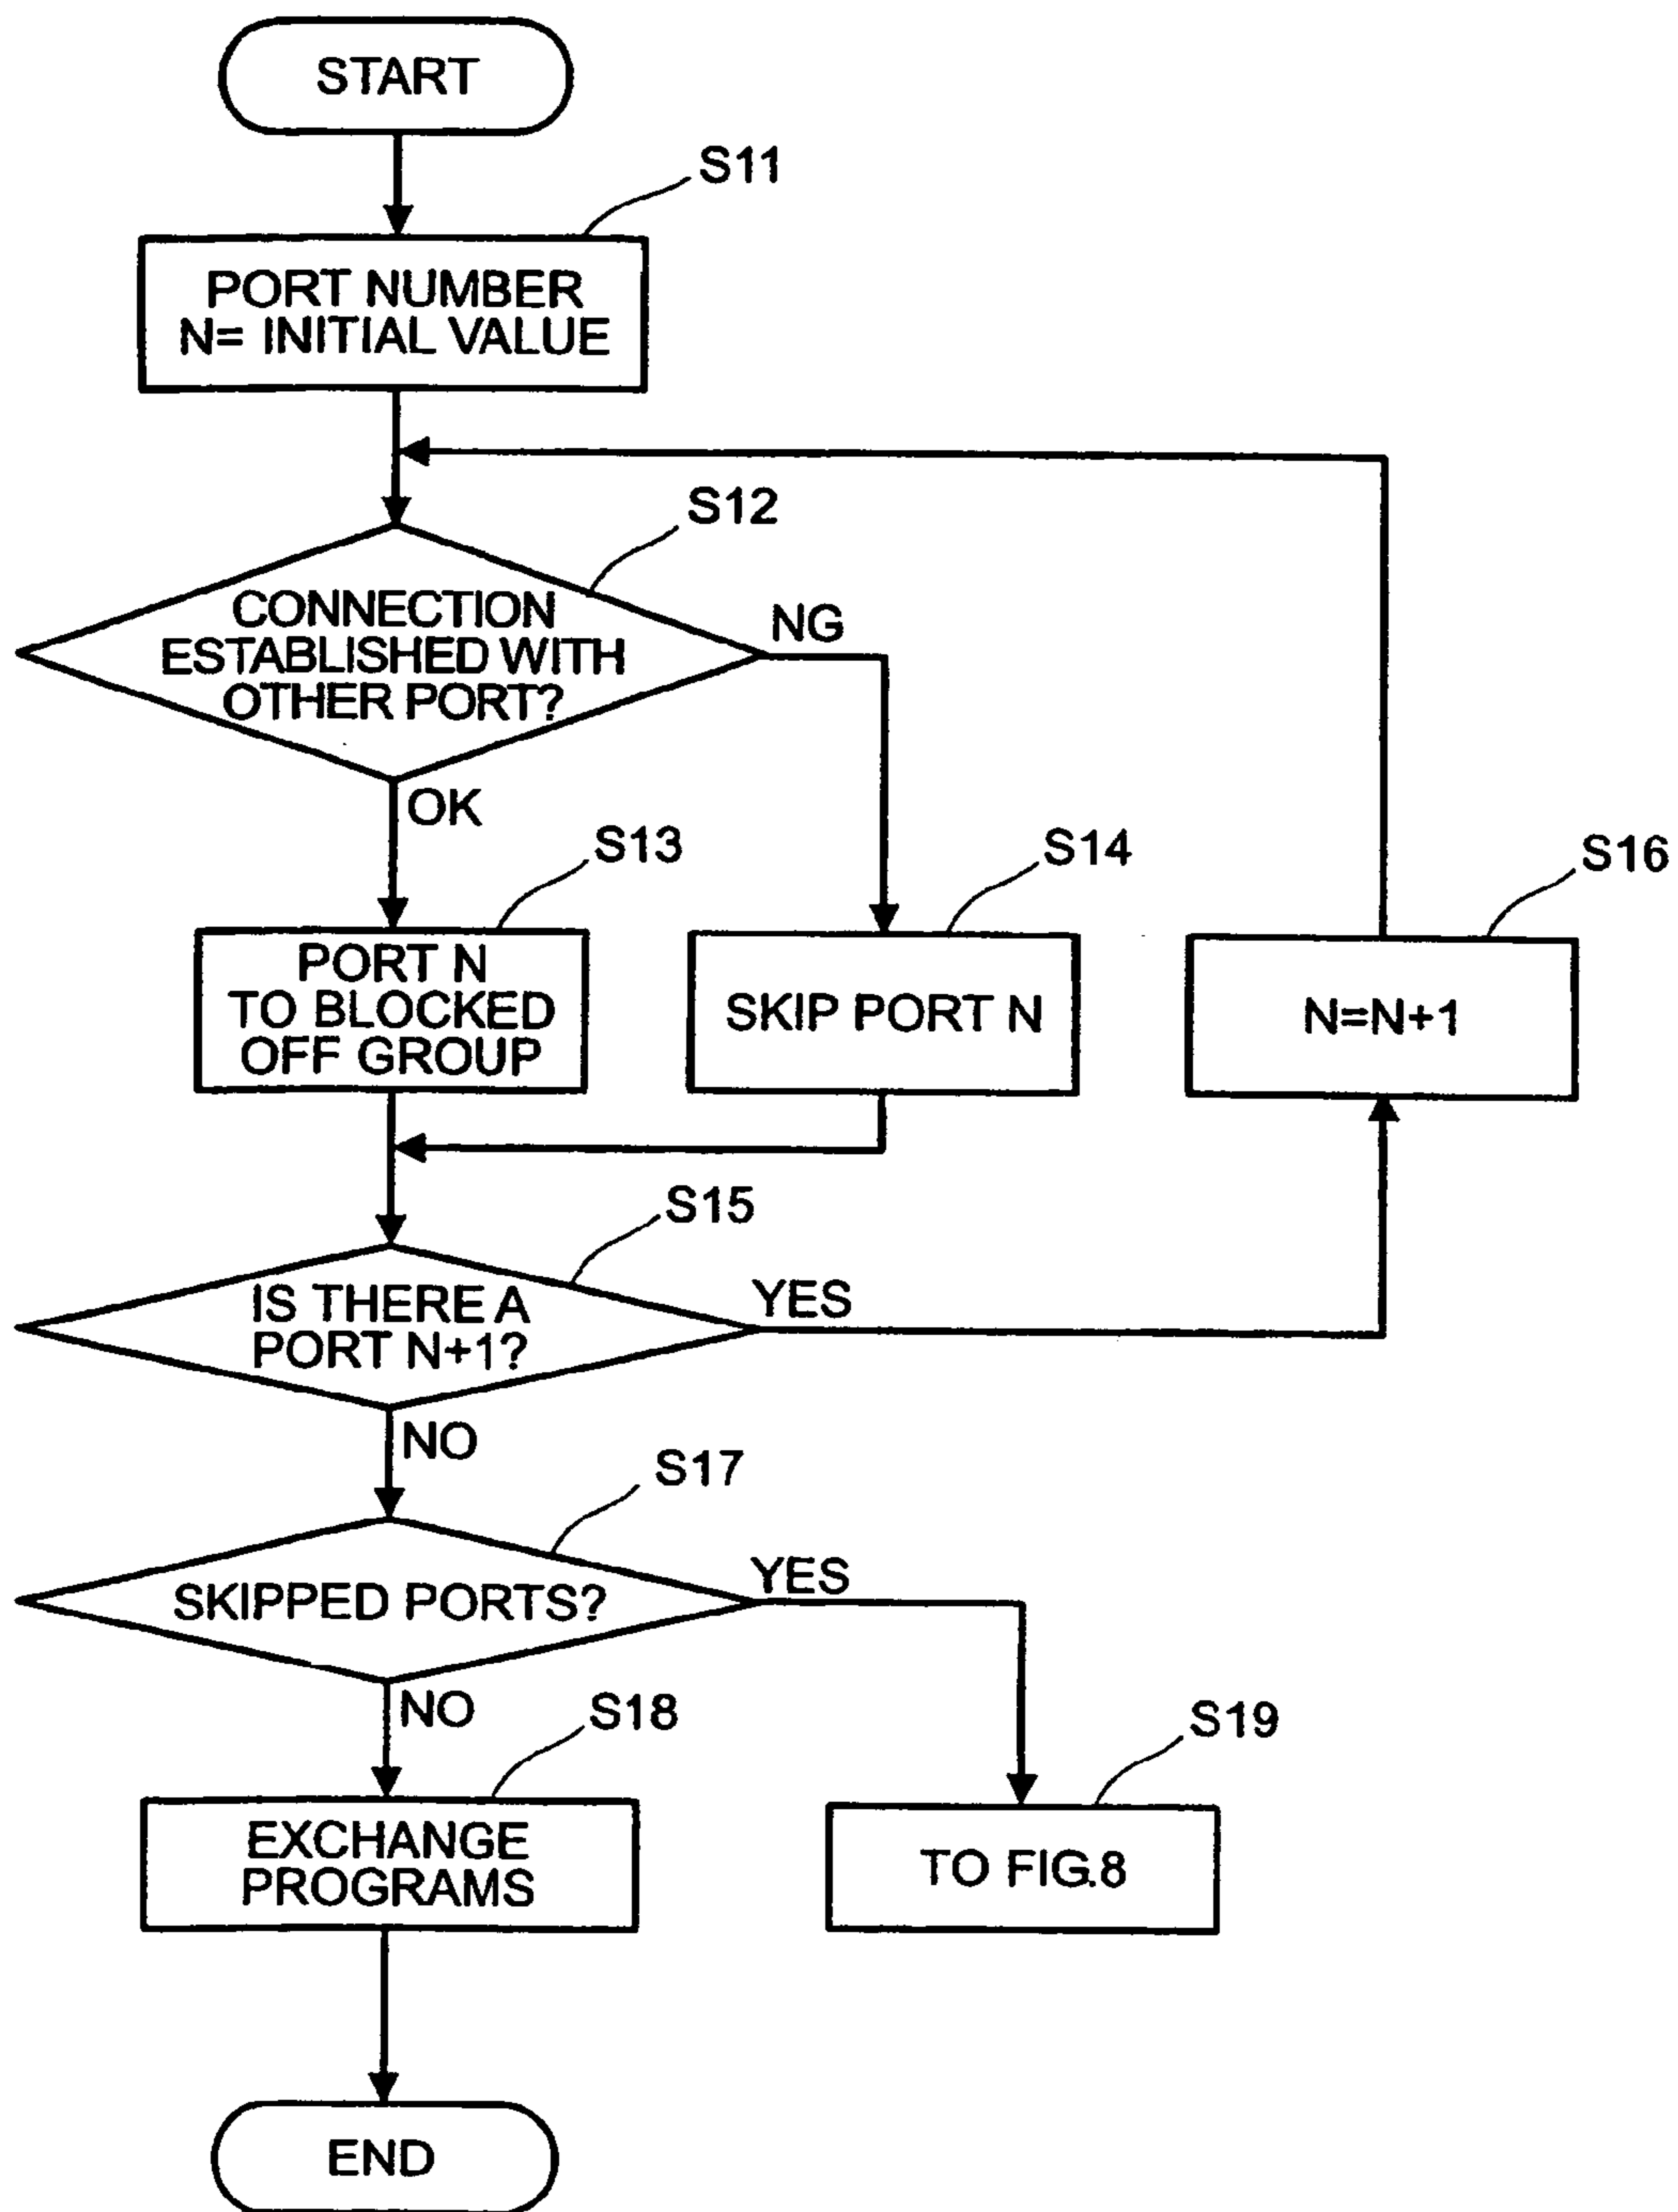 START
S11
PORT NUMBER
N= INITIAL VALUE
S12
CONNECTION
ESTABLISHED WITH
OTHER PORT?
NG
OK
S13
PORT N
TO BLOCKED
OFF GROUP
S14
SKIP PORT N
S16
N=N+1
S15
IS THERE A
PORT N+1?
YES
NO
S17
SKIPPED PORTS?
YES
NO
S18
EXCHANGE
PROGRAMS
S19
TO FIG.8
END